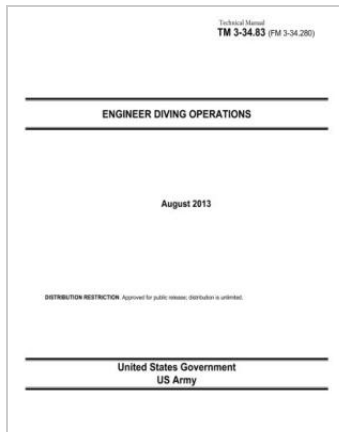 Technical Manual
TM 3-34.83 (FM 3-34.280)
ENGINEER DIVING OPERATIONS
August 2013
DISTRIBUTION RESTRICTION. Approved for public release; distribution is unlimited.
United States Government
US Army